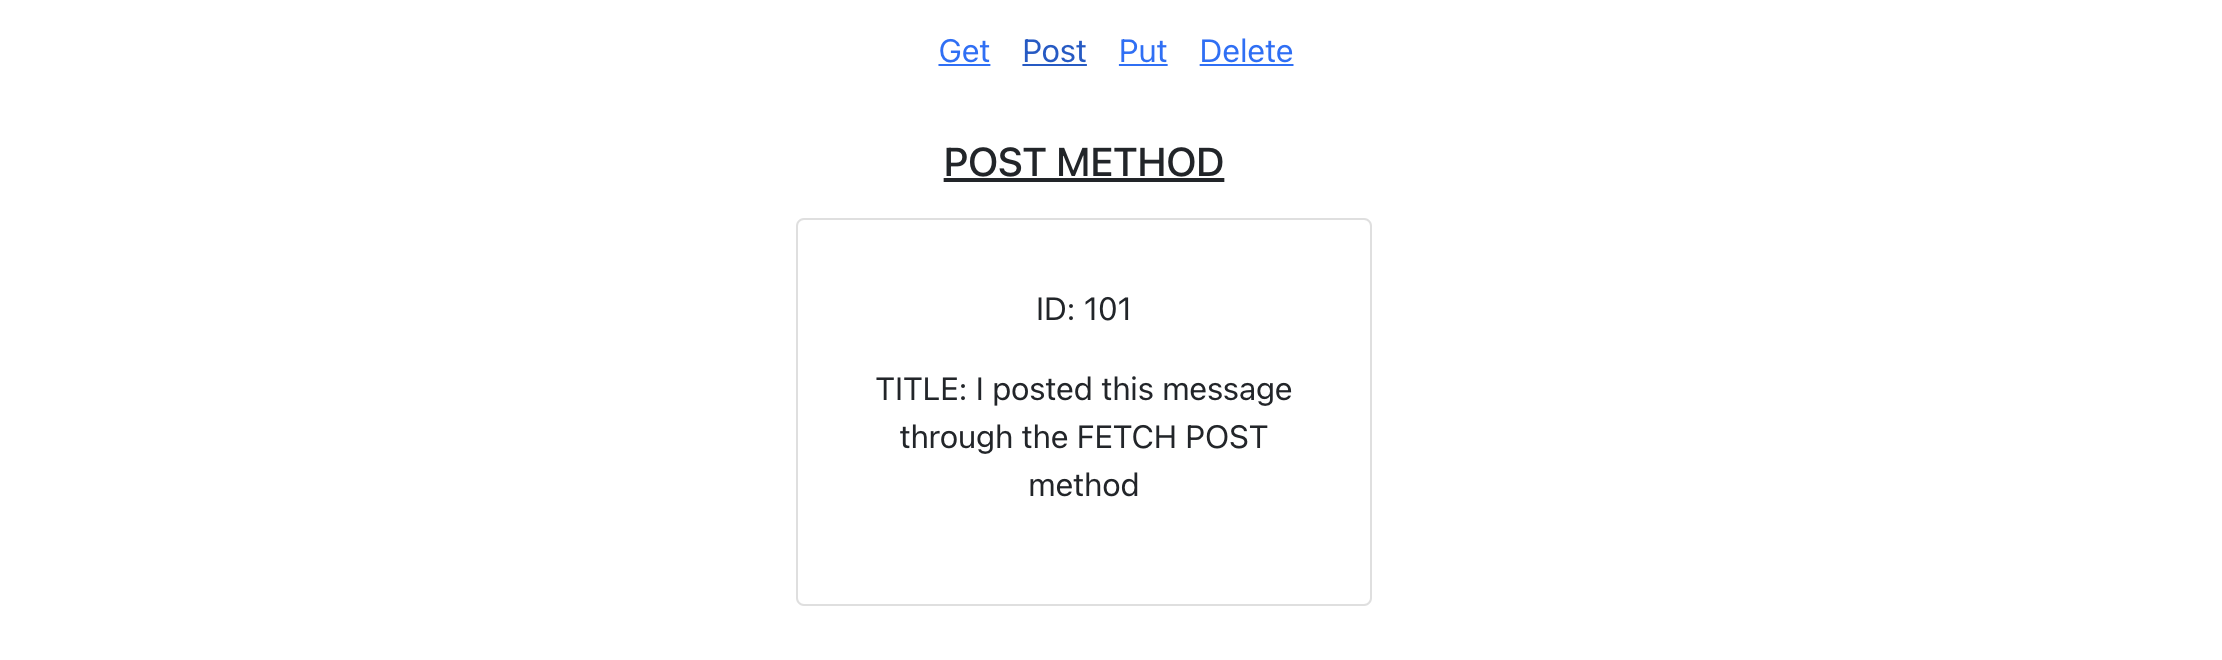 Get Post Put Delete
POST METHOD
ID: 101
TITLE: I posted this message
through the FETCH POST
method